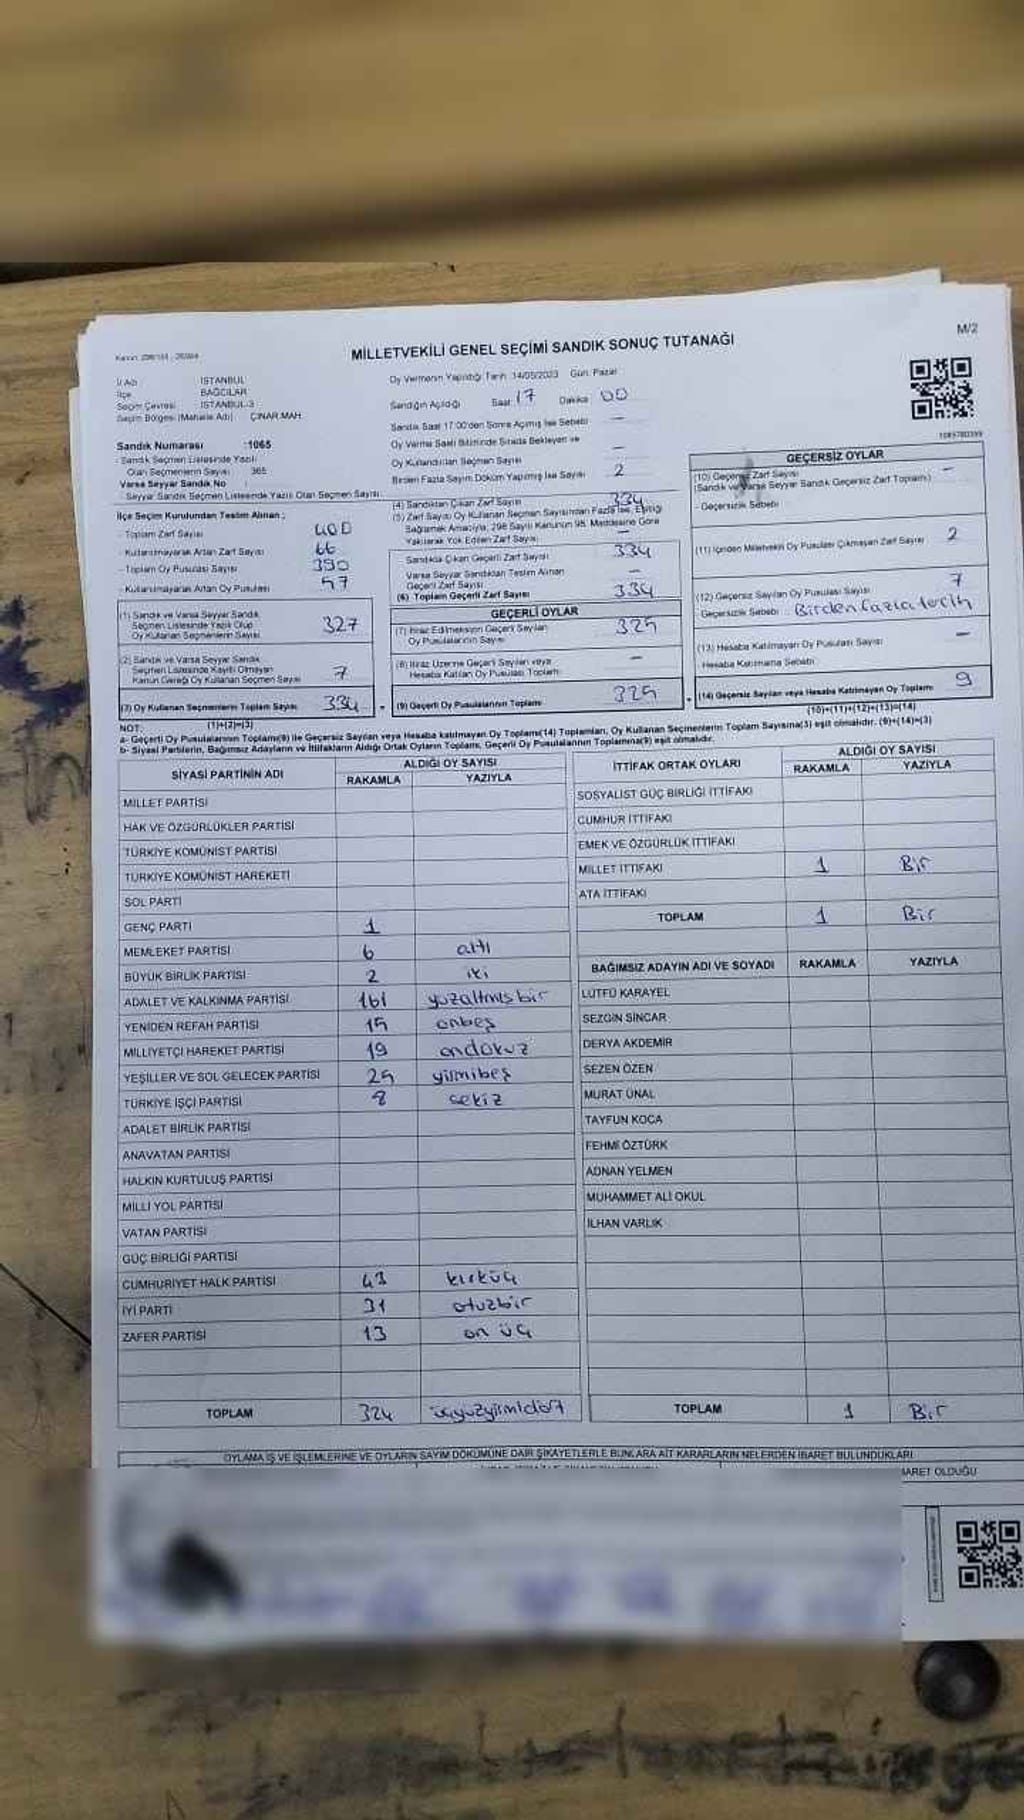 M/2
MİLLETVEKİLİ GENEL SEÇİMİ SANDIK SONUÇ TUTANAĞI
İl Adı İSTANBUL
İlçe BAĞCILAR
Seçim Çevresi İSTANBUL-3
Seçim Bölgesi (Mahalle Adı) ÇINAR MAH.
Sandık Numarası :1065
- Sandık Seçmen Listesinde Yazılı
Olan Seçmenlerin Sayısı 365
Varsa Seyyar Sandık No
- Seyyar Sandık Seçmen Listesinde Yazılı Olan Seçmen Sayısı
İlçe Seçim Kurulundan Teslim Alınan ;
- Toplam Zarf Sayısı 400
- Kullanılmayarak Artan Zarf Sayısı 66
- Toplam Oy Pusulası Sayısı 390
- Kullanılmayarak Artan Oy Pusulası 57
(1) Sandık ve Varsa Seyyar Sandık
Seçmen Listesinde Yazılı Olup
Oy Kullanan Seçmenlerin Sayısı 327
(2) Sandık ve Varsa Seyyar Sandık
Seçmen Listesinde Kayıtlı Olmayan
Kanun Gereği Oy Kullanan Seçmen Sayısı 7
(3) Oy Kullanan Seçmenlerin Toplam Sayısı 334
(1)+(2)=(3)
Oy Vermenin Yapıldığı Tarih: 14/05/2023 Gün: Pazar
Sandığın Açıldığı Saat 17 Dakika 00
Sandık Saat 17:00'den Sonra Açılmış İse Sebebi —
Oy Verme Saati Bitiminde Sırada Bekleyen ve
Oy Kullandırılan Seçmen Sayısı —
Birden Fazla Sayım Döküm Yapılmış İse Sayısı 2
(4) Sandıktan Çıkan Zarf Sayısı 334
(5) Zarf Sayısı Oy Kullanan Seçmen Sayısından Fazla İse, Eşitliği
Sağlamak Amacıyla; 298 Sayılı Kanunun 98. Maddesine Göre
Yakılarak Yok Edilen Zarf Sayısı —
Sandıkta Çıkan Geçerli Zarf Sayısı 334
Varsa Seyyar Sandıktan Teslim Alınan
Geçerli Zarf Sayısı —
(6) Toplam Geçerli Zarf Sayısı 334
GEÇERLİ OYLAR
(7) İtiraz Edilmeksizin Geçerli Sayılan
Oy Pusulalarının Sayısı 325
(8) İtiraz Üzerine Geçerli Sayılan veya
Hesaba Katılan Oy Pusulası Toplamı —
(9) Geçerli Oy Pusulalarının Toplamı 325
1089780399
GEÇERSİZ OYLAR
(10) Geçersiz Zarf Sayısı —
(Sandık ve Varsa Seyyar Sandık Geçersiz Zarf Toplamı)
- Geçersizlik Sebebi :
(11) İçinden Milletvekili Oy Pusulası Çıkmayan Zarf Sayısı 2
(12) Geçersiz Sayılan Oy Pusulası Sayısı 7
- Geçersizlik Sebebi : Birden fazla tercih
(13) Hesaba Katılmayan Oy Pusulası Sayısı —
Hesaba Katılmama Sebebi
(14) Geçersiz Sayılan veya Hesaba Katılmayan Oy Toplamı 9
(10)+(11)+(12)+(13)=(14)
NOT:
a- Geçerli Oy Pusulalarının Toplamı(9) ile Geçersiz Sayılan veya Hesaba katılmayan Oy Toplamı(14) Toplamları, Oy Kullanan Seçmenlerin Toplam Sayısına(3) eşit olmalıdır. (9)+(14)=(3)
b- Siyasi Partilerin, Bağımsız Adayların ve İttifakların Aldığı Ortak Oyların Toplamı, Geçerli Oy Pusulalarının Toplamına(9) eşit olmalıdır.
SİYASİ PARTİNİN ADI ALDIĞI OY SAYISI
RAKAMLA YAZIYLA
MİLLET PARTİSİ
HAK VE ÖZGÜRLÜKLER PARTİSİ
TÜRKİYE KOMÜNİST PARTİSİ
TÜRKİYE KOMÜNİST HAREKETİ
SOL PARTİ
GENÇ PARTİ 1
MEMLEKET PARTİSİ 6 altı
BÜYÜK BİRLİK PARTİSİ 2 iki
ADALET VE KALKINMA PARTİSİ 161 yüzaltmışbir
YENİDEN REFAH PARTİSİ 15 onbeş
MİLLİYETÇİ HAREKET PARTİSİ 19 ondokuz
YEŞİLLER VE SOL GELECEK PARTİSİ 25 yirmibeş
TÜRKİYE İŞÇİ PARTİSİ 8 sekiz
ADALET BİRLİK PARTİSİ
ANAVATAN PARTİSİ
HALKIN KURTULUŞ PARTİSİ
MİLLİ YOL PARTİSİ
VATAN PARTİSİ
GÜÇ BİRLİĞİ PARTİSİ
CUMHURİYET HALK PARTİSİ 43 kırküç
İYİ PARTİ 31 otuzbir
ZAFER PARTİSİ 13 on üç
TOPLAM 324 üçyüzyirmidört
İTTİFAK ORTAK OYLARI ALDIĞI OY SAYISI
RAKAMLA YAZIYLA
SOSYALİST GÜÇ BİRLİĞİ İTTİFAKI
CUMHUR İTTİFAKI
EMEK VE ÖZGÜRLÜK İTTİFAKI
MİLLET İTTİFAKI 1 Bir
ATA İTTİFAKI
TOPLAM 1 Bir
BAĞIMSIZ ADAYIN ADI VE SOYADI RAKAMLA YAZIYLA
LÜTFÜ KARAYEL
SEZGİN SİNCAR
DERYA AKDEMİR
SEZEN ÖZEN
MURAT ÜNAL
TAYFUN KOCA
FEHMİ ÖZTÜRK
ADNAN YELMEN
MUHAMMET ALİ OKUL
İLHAN VARLIK
TOPLAM 1 Bir
OYLAMA İŞ VE İŞLEMLERİNE VE OYLARIN SAYIM DÖKÜMÜNE DAİR ŞİKAYETLERLE BUNLARA AİT KARARLARIN NELERDEN İBARET BULUNDUKLARI
BARET OLDUĞU